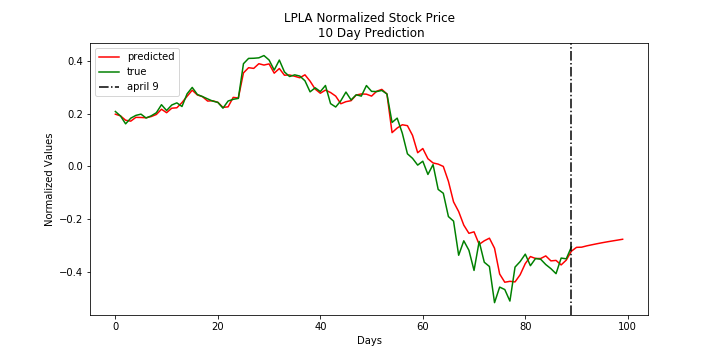 LPLA Normalized Stock Price
10 Day Prediction
predicted
true
april 9
0.4
0.2
0.0
−0.2
−0.4
Normalized Values
0 20 40 60 80 100
Days